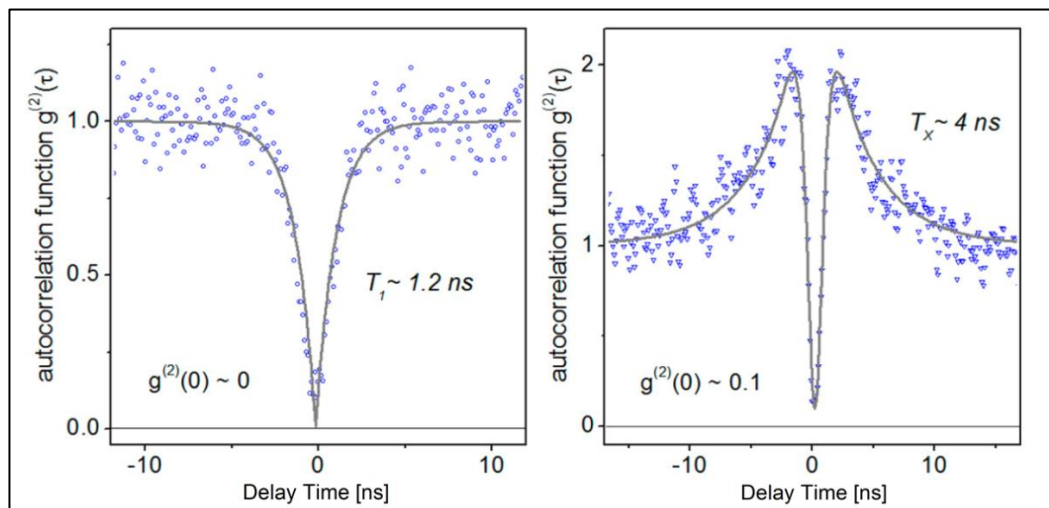 autocorrelation function g⁽²⁾(τ)
1.0
0.5
0.0
T₁~ 1.2 ns
g⁽²⁾(0) ~ 0
-10
0
10
Delay Time [ns]
autocorrelation function g⁽²⁾(τ)
2
1
0
Tₓ~ 4 ns
g⁽²⁾(0) ~ 0.1
-10
0
10
Delay Time [ns]